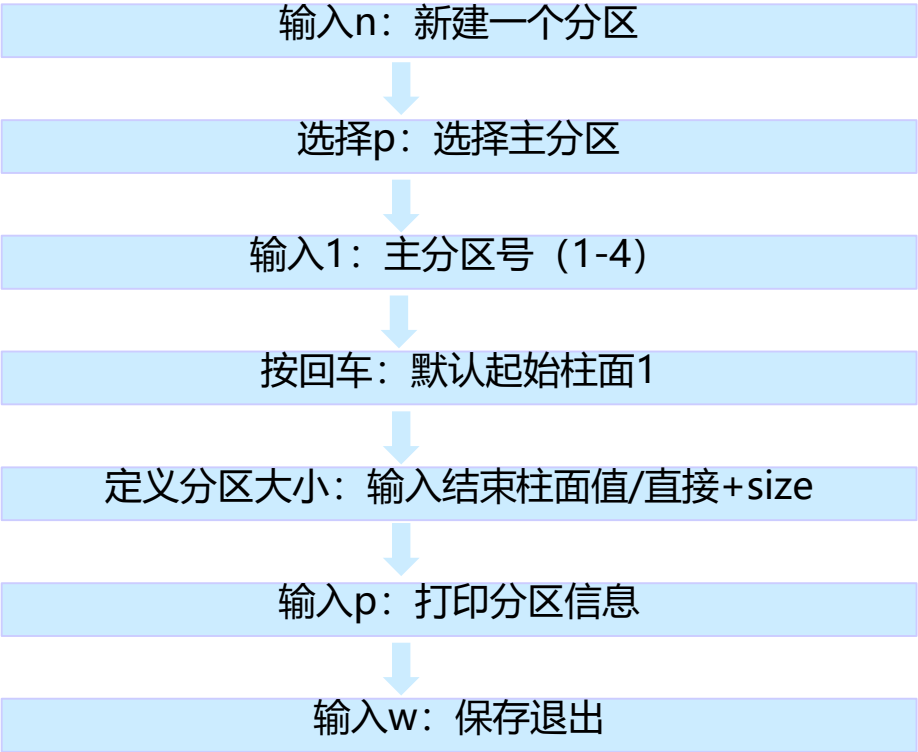 输入n：新建一个分区
选择p：选择主分区
输入1：主分区号（1-4）
按回车：默认起始柱面1
定义分区大小：输入结束柱面值/直接+size
输入p：打印分区信息
输入w：保存退出